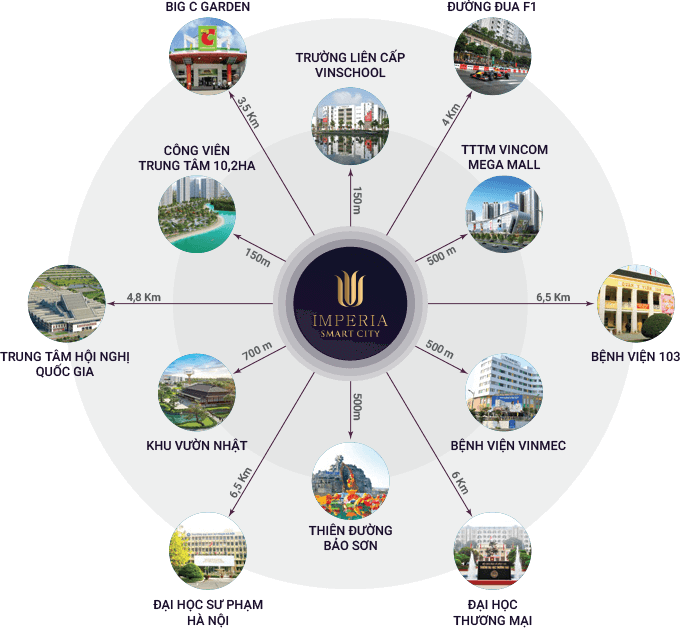 BIG C GARDEN
ĐƯỜNG ĐUA F1
TRƯỜNG LIÊN CẤP
VINSCHOOL
3,5 Km
4 Km
CÔNG VIÊN
TRUNG TÂM 10,2HA
TTTM VINCOM
MEGA MALL
150m
150m
500 m
4,8 Km
IMPERIA
SMART CITY
6,5 Km
TRUNG TÂM HỘI NGHỊ
QUỐC GIA
BỆNH VIỆN 103
700 m
500 m
500m
KHU VƯỜN NHẬT
BỆNH VIỆN VINMEC
6,5 Km
6 Km
THIÊN ĐƯỜNG
BẢO SƠN
ĐẠI HỌC SƯ PHẠM
HÀ NỘI
ĐẠI HỌC
THƯƠNG MẠI